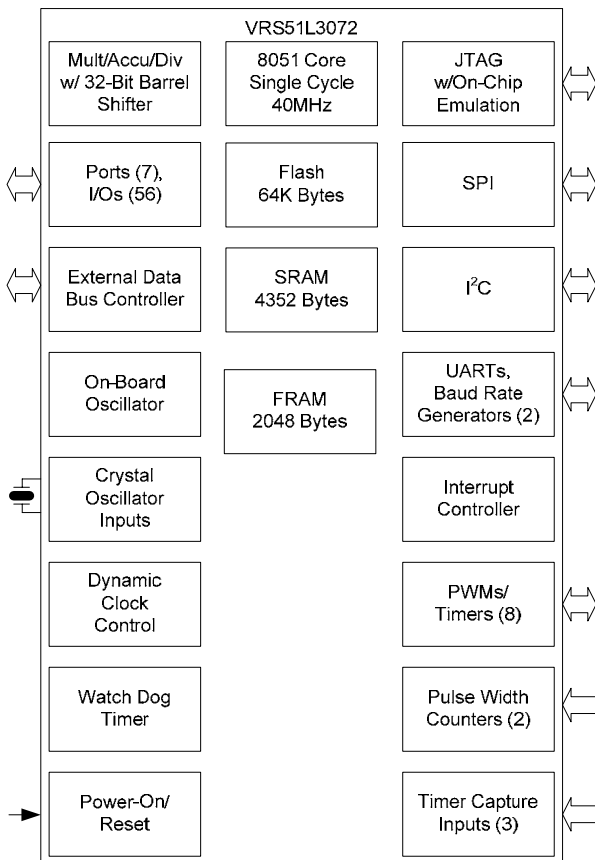 VRS51L3072
Mult/Accu/Div
w/ 32-Bit Barrel
Shifter
8051 Core
Single Cycle
40MHz
JTAG
w/On-Chip
Emulation
Ports (7),
I/Os (56)
Flash
64K Bytes
SPI
External Data
Bus Controller
SRAM
4352 Bytes
I²C
On-Board
Oscillator
FRAM
2048 Bytes
UARTs,
Baud Rate
Generators (2)
Crystal
Oscillator
Inputs
Interrupt
Controller
Dynamic
Clock
Control
PWMs/
Timers (8)
Watch Dog
Timer
Pulse Width
Counters (2)
Power-On/
Reset
Timer Capture
Inputs (3)